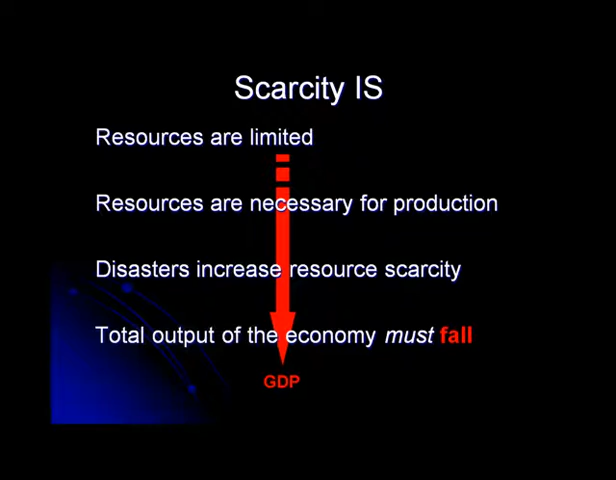 Scarcity IS
Resources are limited
Resources are necessary for production
Disasters increase resource scarcity
Total output of the economy must fall
GDP